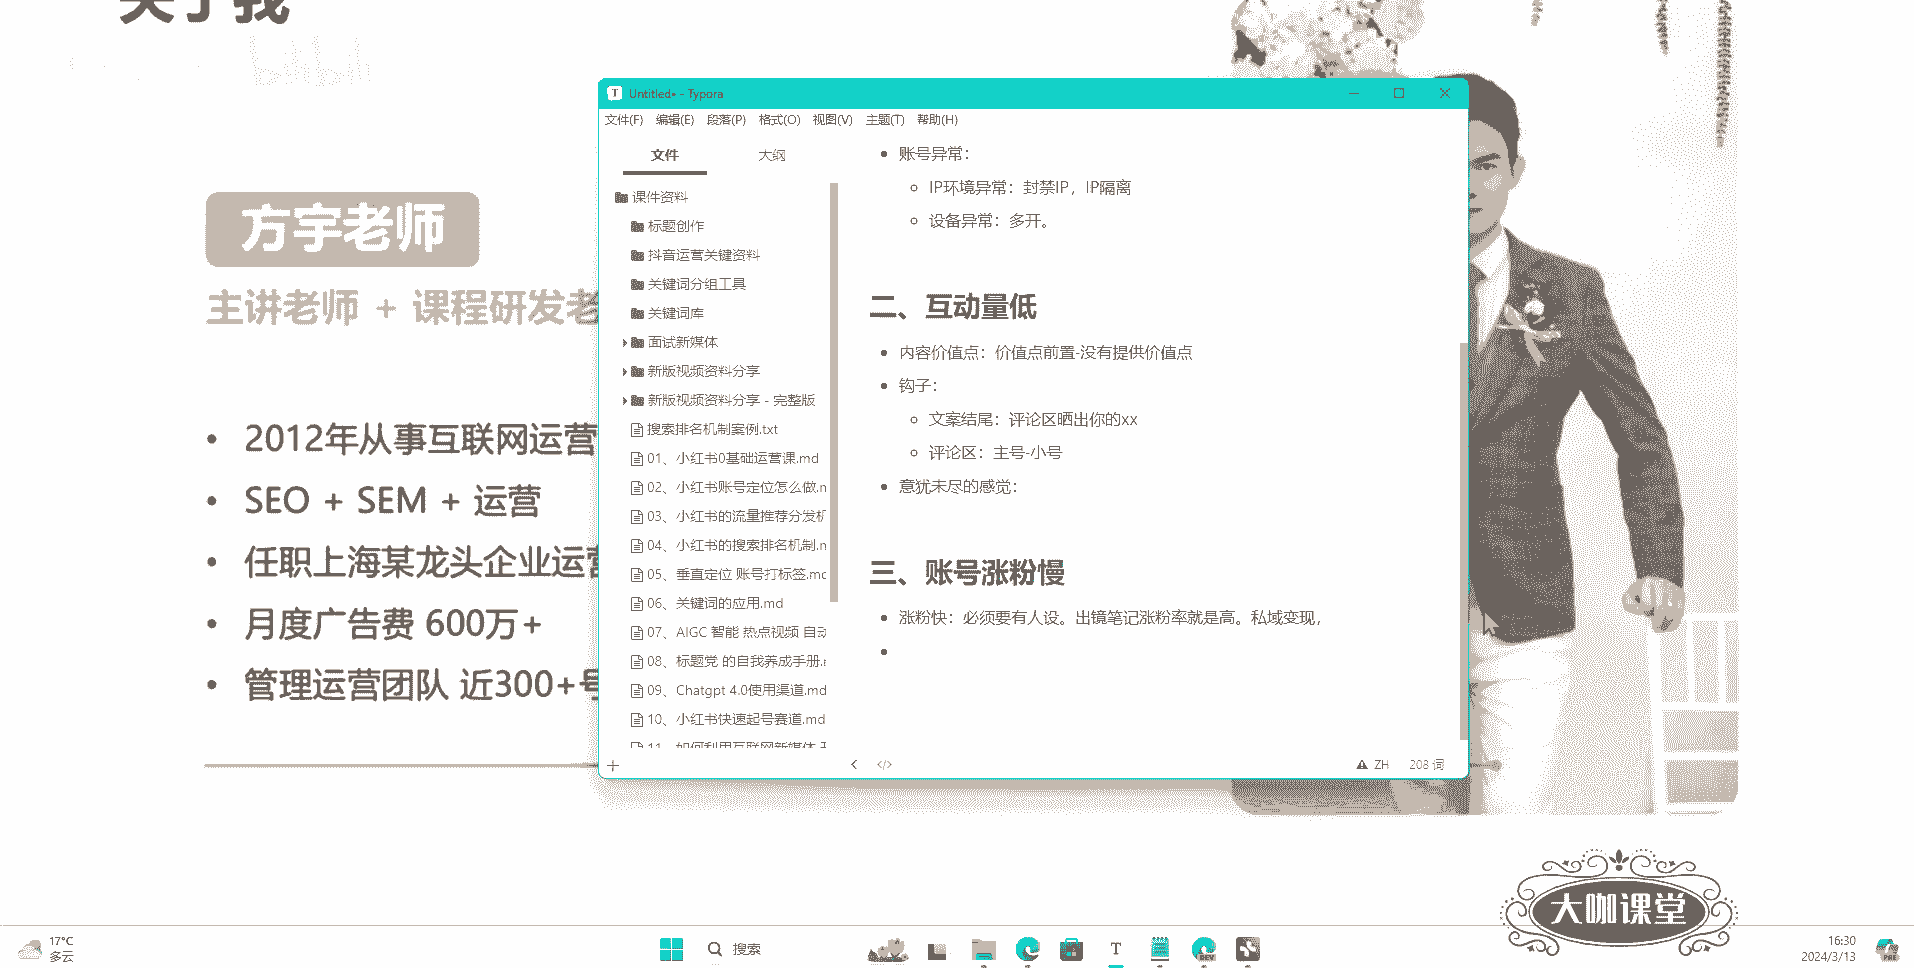 关于我
bilibili
方宇老师
主讲老师 + 课程研发老
2012年从事互联网运营
SEO + SEM + 运营
任职上海某龙头企业运营
月度广告费 600万+
管理运营团队 近300+号
Untitled• - Typora
文件(F) 编辑(E) 段落(P) 格式(O) 视图(V) 主题(T) 帮助(H)
文件 大纲
课件资料
标题创作
抖音运营关键资料
关键词分组工具
关键词库
面试新媒体
新版视频资料分享
新版视频资料分享 - 完整版
搜索排名机制案例.txt
01、小红书0基础运营课.md
02、小红书账号定位怎么做.m
03、小红书的流量推荐分发机
04、小红书的搜索排名机制.m
05、垂直定位 账号打标签.md
06、关键词的应用.md
07、AIGC 智能 热点视频 自动
08、标题党 的自我养成手册.m
09、Chatgpt 4.0使用渠道.md
10、小红书快速起号赛道.md
11、如何利用互联网新媒体
账号异常：
IP环境异常：封禁IP，IP隔离
设备异常：多开。
二、互动量低
内容价值点：价值点前置-没有提供价值点
钩子：
文案结尾：评论区晒出你的xx
评论区：主号-小号
意犹未尽的感觉：
三、账号涨粉慢
涨粉快：必须要有人设。出镜笔记涨粉率就是高。私域变现，
ZH 208 词
大咖课堂
17°C
多云
搜索
DEV
16:30
2024/3/13
PRE